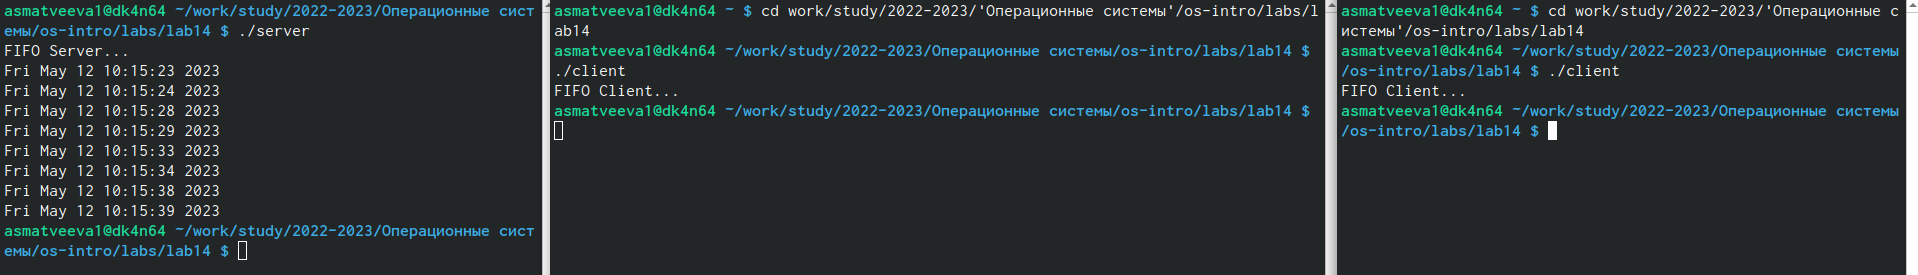 asmatveeva1@dk4n64 ~/work/study/2022-2023/Операционные сист
емы/os-intro/labs/lab14 $ ./server
FIFO Server...
Fri May 12 10:15:23 2023
Fri May 12 10:15:24 2023
Fri May 12 10:15:28 2023
Fri May 12 10:15:29 2023
Fri May 12 10:15:33 2023
Fri May 12 10:15:34 2023
Fri May 12 10:15:38 2023
Fri May 12 10:15:39 2023
asmatveeva1@dk4n64 ~/work/study/2022-2023/Операционные сист
емы/os-intro/labs/lab14 $
asmatveeva1@dk4n64 ~ $ cd work/study/2022-2023/'Операционные системы'/os-intro/labs/l
ab14
asmatveeva1@dk4n64 ~/work/study/2022-2023/Операционные системы/os-intro/labs/lab14 $
./client
FIFO Client...
asmatveeva1@dk4n64 ~/work/study/2022-2023/Операционные системы/os-intro/labs/lab14 $
asmatveeva1@dk4n64 ~ $ cd work/study/2022-2023/'Операционные с
истемы'/os-intro/labs/lab14
asmatveeva1@dk4n64 ~/work/study/2022-2023/Операционные системы
/os-intro/labs/lab14 $ ./client
FIFO Client...
asmatveeva1@dk4n64 ~/work/study/2022-2023/Операционные системы
/os-intro/labs/lab14 $